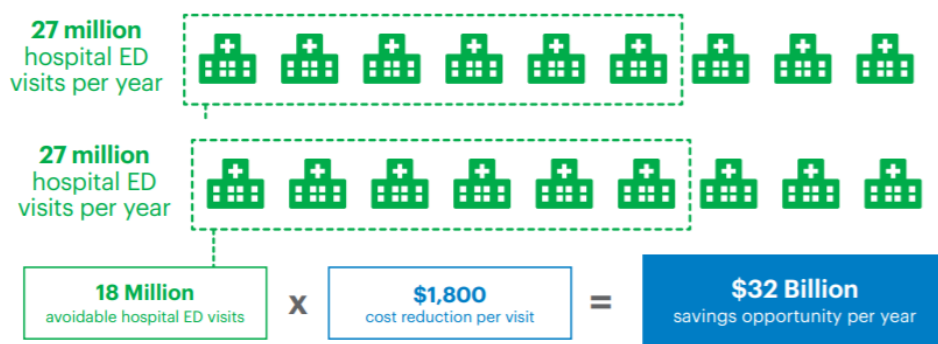 27 million
hospital ED
visits per year
27 million
hospital ED
visits per year
18 Million
avoidable hospital ED visits
x
$1,800
cost reduction per visit
=
$32 Billion
savings opportunity per year